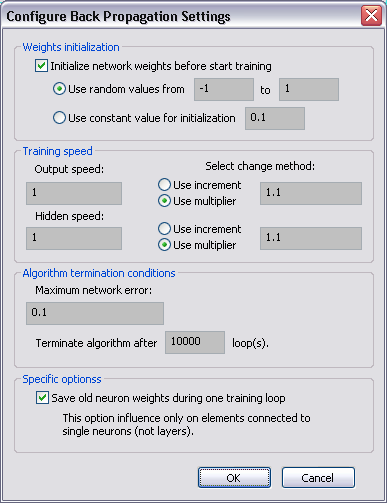 Configure Back Propagation Settings
Weights initialization
Initialize network weights before start training
Use random values from -1 to 1
Use constant value for initialization 0.1
Training speed
Output speed: Select change method:
1 Use increment 1.1
Use multiplier
Hidden speed:
1 Use increment 1.1
Use multiplier
Algorithm termination conditions
Maximum network error:
0.1
Terminate algorithm after 10000 loop(s).
Specific optionss
Save old neuron weights during one training loop
This option influence only on elements connected to
single neurons (not layers).
OK Cancel